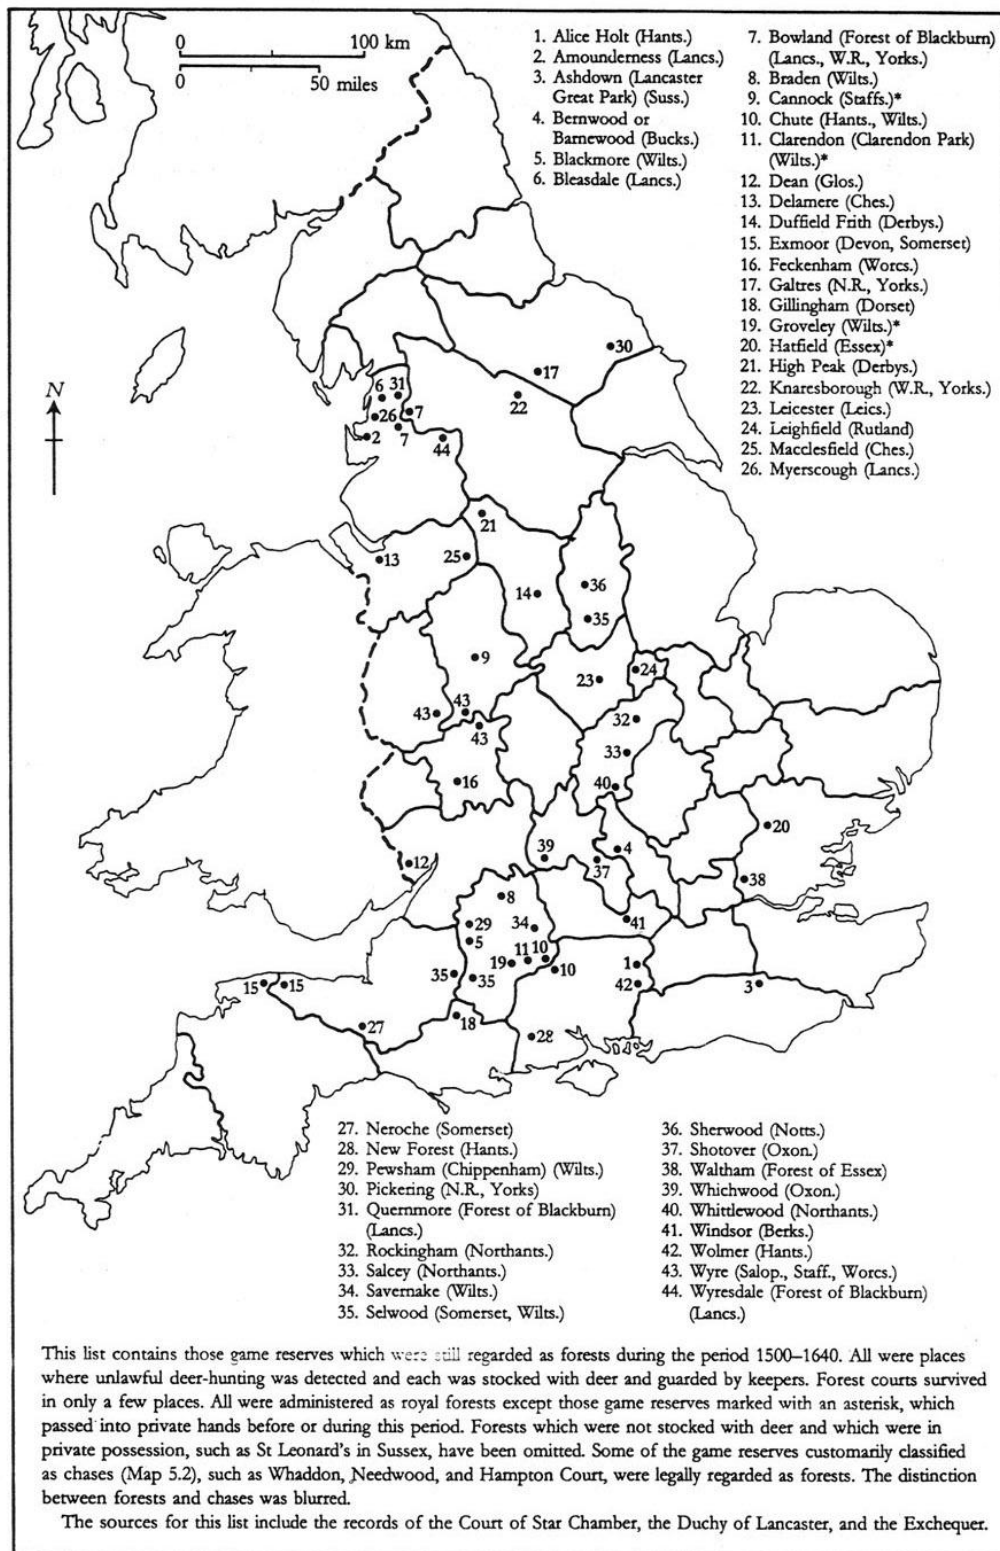 0 100 km
0 50 miles
1. Alice Holt (Hants.)
2. Amounderness (Lancs.)
3. Ashdown (Lancaster
Great Park) (Suss.)
4. Bernwood or
Barnewood (Bucks.)
5. Blackmore (Wilts.)
6. Bleasdale (Lancs.)
7. Bowland (Forest of Blackburn)
(Lancs., W.R., Yorks.)
8. Braden (Wilts.)
9. Cannock (Staffs.)*
10. Chute (Hants., Wilts.)
11. Clarendon (Clarendon Park)
(Wilts.)*
12. Dean (Glos.)
13. Delamere (Ches.)
14. Duffield Frith (Derbys.)
15. Exmoor (Devon, Somerset)
16. Feckenham (Worcs.)
17. Galtres (N.R., Yorks.)
18. Gillingham (Dorset)
19. Groveley (Wilts.)*
20. Hatfield (Essex)*
21. High Peak (Derbys.)
22. Knaresborough (W.R., Yorks.)
23. Leicester (Leics.)
24. Leighfield (Rutland)
25. Macclesfield (Ches.)
26. Myerscough (Lancs.)
N
30
17
22
6 31
26 7
2 7
44
21
13
25
36
14
35
9
24
23
43 43
43
32
33
16
40
20
39
4
37
12
38
8
29
34
41
5
11 10
19
10
1
35
35
42
3
15 15
18
27
28
27. Neroche (Somerset)
28. New Forest (Hants.)
29. Pewsham (Chippenham) (Wilts.)
30. Pickering (N.R., Yorks)
31. Quernmore (Forest of Blackburn)
(Lancs.)
32. Rockingham (Northants.)
33. Salcey (Northants.)
34. Savernake (Wilts.)
35. Selwood (Somerset, Wilts.)
36. Sherwood (Notts.)
37. Shotover (Oxon.)
38. Waltham (Forest of Essex)
39. Whichwood (Oxon.)
40. Whittlewood (Northants.)
41. Windsor (Berks.)
42. Wolmer (Hants.)
43. Wyre (Salop., Staff., Worcs.)
44. Wyresdale (Forest of Blackburn)
(Lancs.)
This list contains those game reserves which were still regarded as forests during the period 1500–1640. All were places
where unlawful deer-hunting was detected and each was stocked with deer and guarded by keepers. Forest courts survived
in only a few places. All were administered as royal forests except those game reserves marked with an asterisk, which
passed into private hands before or during this period. Forests which were not stocked with deer and which were in
private possession, such as St Leonard's in Sussex, have been omitted. Some of the game reserves customarily classified
as chases (Map 5.2), such as Whaddon, Needwood, and Hampton Court, were legally regarded as forests. The distinction
between forests and chases was blurred.
The sources for this list include the records of the Court of Star Chamber, the Duchy of Lancaster, and the Exchequer.